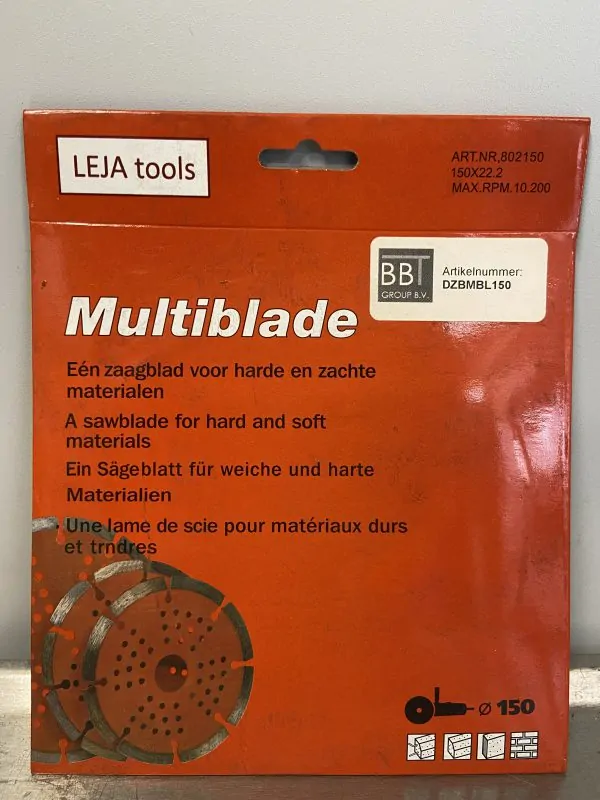 LEJA tools
ART.NR,802150
150X22.2
MAX.RPM.10.200
BBT
GROUP B.V.
Artikelnummer:
DZBMBL150
Multiblade
Eén zaagblad voor harde en zachte
materialen
A sawblade for hard and soft
materials
Ein Sägeblatt für weiche und harte
Materialien
Une lame de scie pour matériaux durs
et trndres
Ø 150